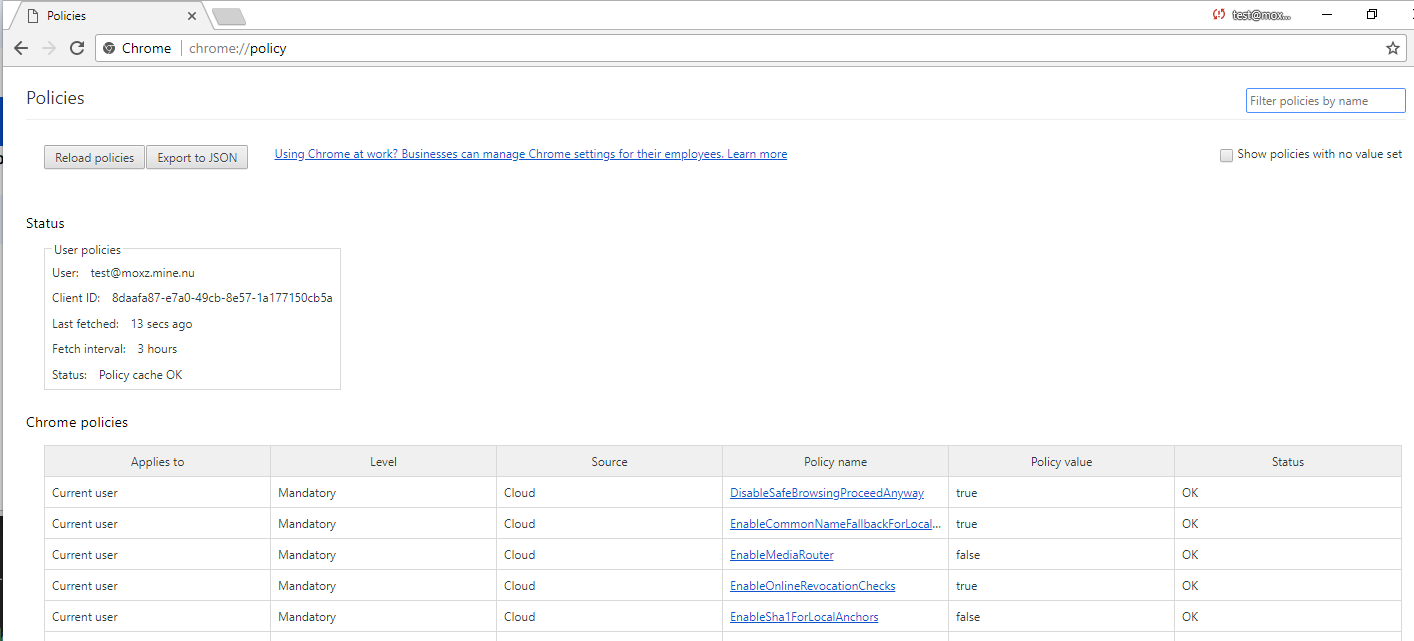 Policies
test@mox...
Chrome chrome://policy
Policies
Filter policies by name
Reload policies Export to JSON Using Chrome at work? Businesses can manage Chrome settings for their employees. Learn more Show policies with no value set
Status
User policies
User: test@moxz.mine.nu
Client ID: 8daafa87-e7a0-49cb-8e57-1a177150cb5a
Last fetched: 13 secs ago
Fetch interval: 3 hours
Status: Policy cache OK
Chrome policies
Applies to Level Source Policy name Policy value Status
Current user Mandatory Cloud DisableSafeBrowsingProceedAnyway true OK
Current user Mandatory Cloud EnableCommonNameFallbackForLocal... true OK
Current user Mandatory Cloud EnableMediaRouter false OK
Current user Mandatory Cloud EnableOnlineRevocationChecks true OK
Current user Mandatory Cloud EnableSha1ForLocalAnchors false OK